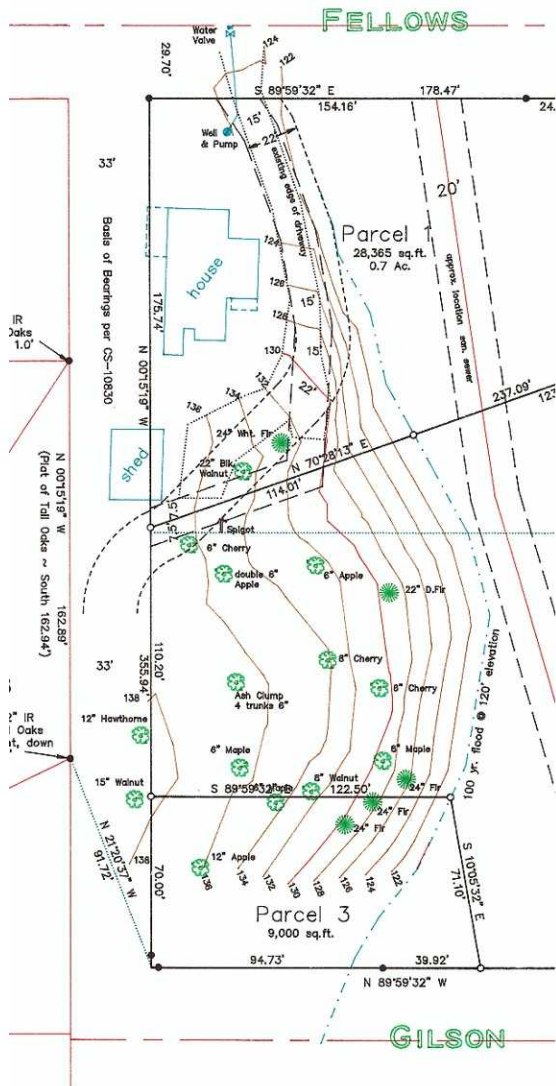 FELLOWS
Water
Valve
124
122
29.70'
S 89°59'32" E
178.47'
154.16'
24.
15'
22'
Well
& Pump
33'
existing edge of driveway
20'
Parcel 1
28,365 sq.ft.
0.7 Ac.
approx. location san. sewer
Basis of Bearings per CS-10830
house
124
126
15'
128
15'
175.74'
IR
Oaks
1.0'
130
132
134
136
22'
N 00°15'19" W
237.09'
123
24" Wht. Fir
22" Blk.
Walnut
N 70°28'13" E
114.01'
shed
N 00°15'19" W
(Plat of Tall Oaks ~ South 162.94')
162.89'
Spigot
6" Cherry
double 6"
Apple
6" Apple
22" D.Fir
8" Cherry
110.20'
355.94'
33'
Ash Clump
4 trunks 6"
6" Cherry
100 yr. flood @ 120' elevation
138
2" IR
Oaks
t, down
12" Hawthorne
6" Maple
6" Maple
15" Walnut
8" Walnut
24" Fir
S 89°59'32" E
122.50'
24" Fir
24" Fir
N 21°20'37" W
91.72'
138
70.00'
12" Apple
136
134
132
130
128
126
124
122
S 10°05'32" E
71.10'
Parcel 3
9,000 sq.ft.
94.73'
39.92'
N 89°59'32" W
GILSON